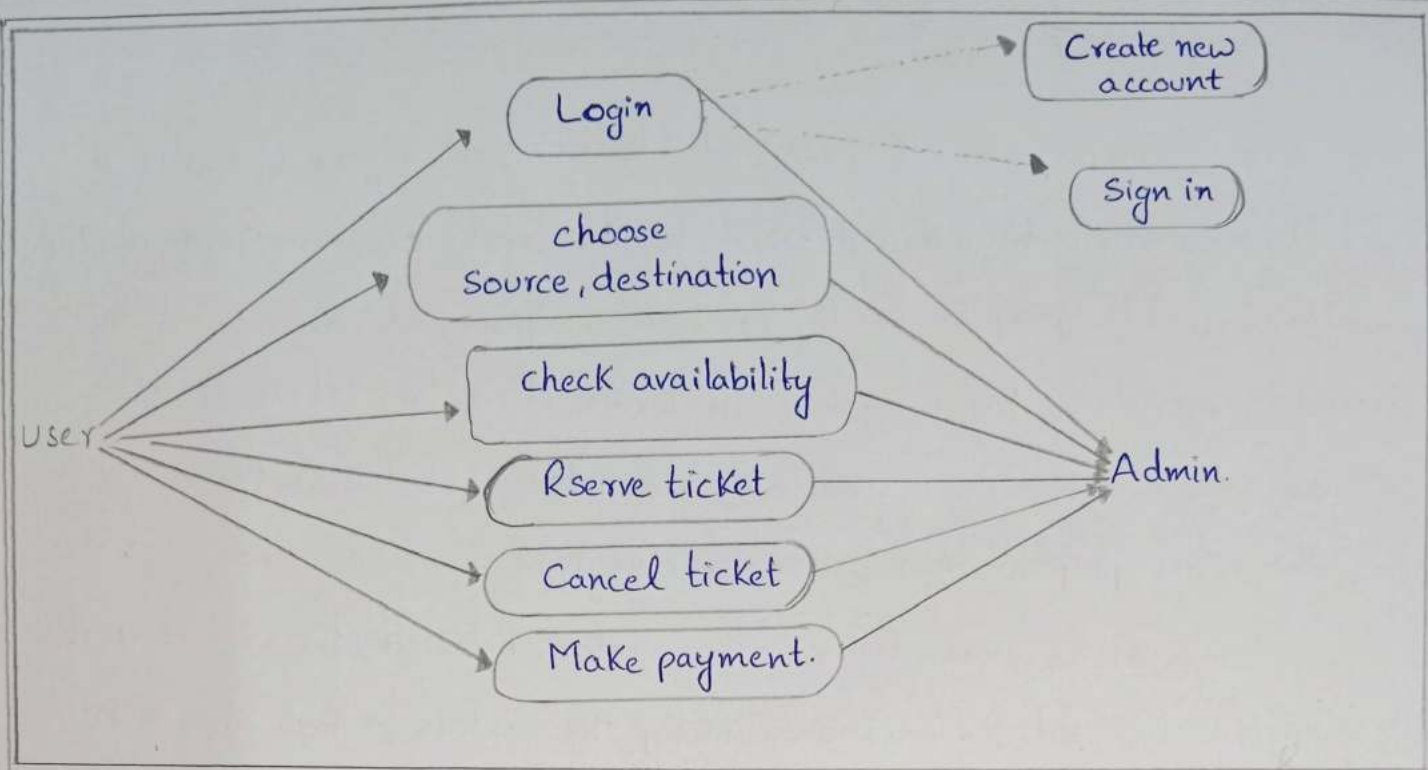 Create new
account
Login
Sign in
choose
source, destination
check availability
User
Admin.
Rserve ticket
Cancel ticket
Make payment.